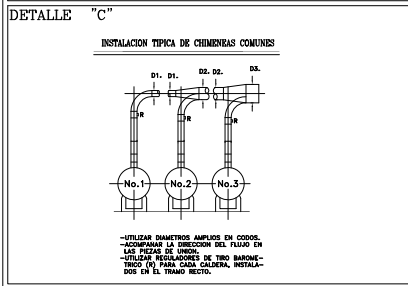 DETALLE "C"
INSTALACION TIPICA DE CHIMENEAS COMUNES
D1. D1. D2. D2. D3.
R R R
No.1 No.2 No.3
-UTILIZAR DIAMETROS AMPLIOS EN CODOS.
-ACOMPAÑAR LA DIRECCION DEL FLUJO EN
LAS PIEZAS DE UNION.
-UTILIZAR REGULADORES DE TIRO BAROME-
TRICO (R) PARA CADA CALDERA, INSTALA-
DOS EN EL TRAMO RECTO.